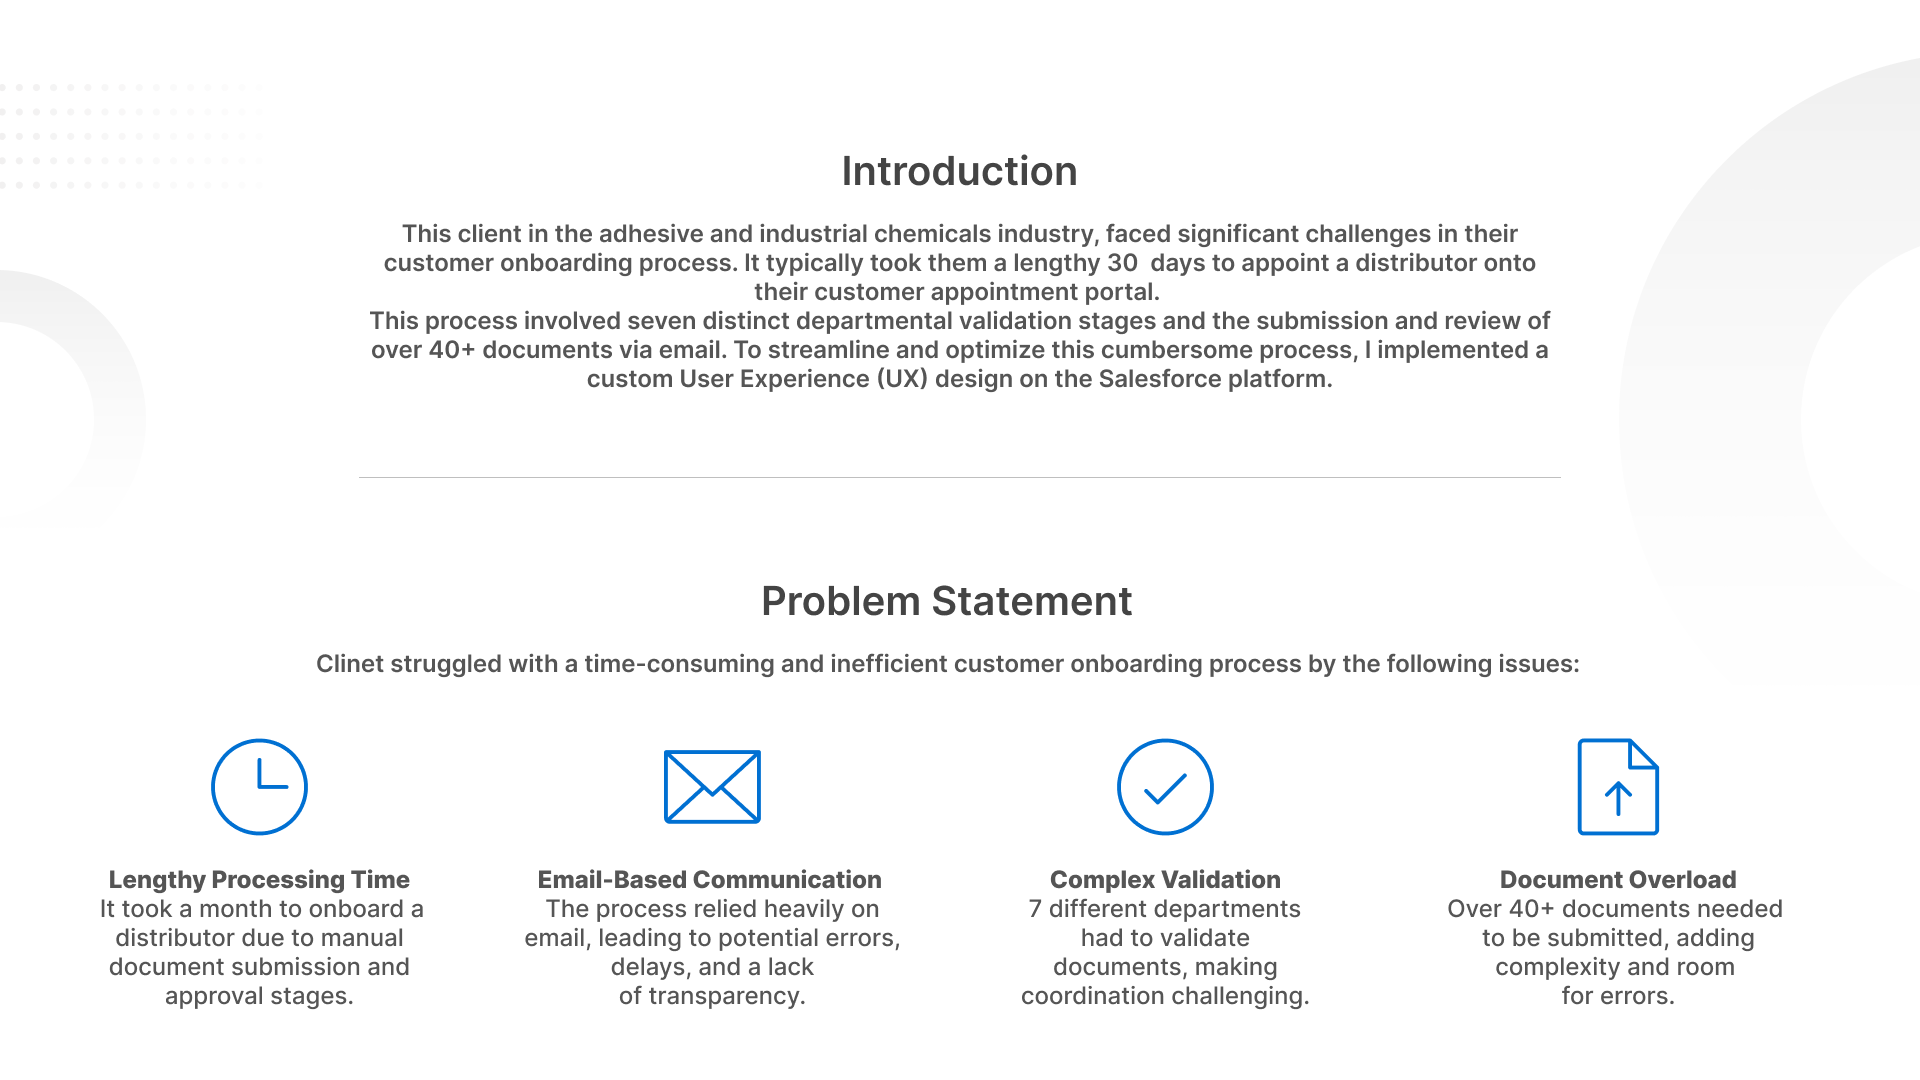 Introduction
This client in the adhesive and industrial chemicals industry, faced significant challenges in their
customer onboarding process. It typically took them a lengthy 30  days to appoint a distributor onto
their customer appointment portal.
This process involved seven distinct departmental validation stages and the submission and review of
over 40+ documents via email. To streamline and optimize this cumbersome process, I implemented a
custom User Experience (UX) design on the Salesforce platform.
Problem Statement
Clinet struggled with a time-consuming and inefficient customer onboarding process by the following issues:
Lengthy Processing Time
It took a month to onboard a
distributor due to manual
document submission and
approval stages.
Email-Based Communication
The process relied heavily on
email, leading to potential errors,
delays, and a lack
of transparency.
Complex Validation
7 different departments
had to validate
documents, making
coordination challenging.
Document Overload
Over 40+ documents needed
to be submitted, adding
complexity and room
for errors.